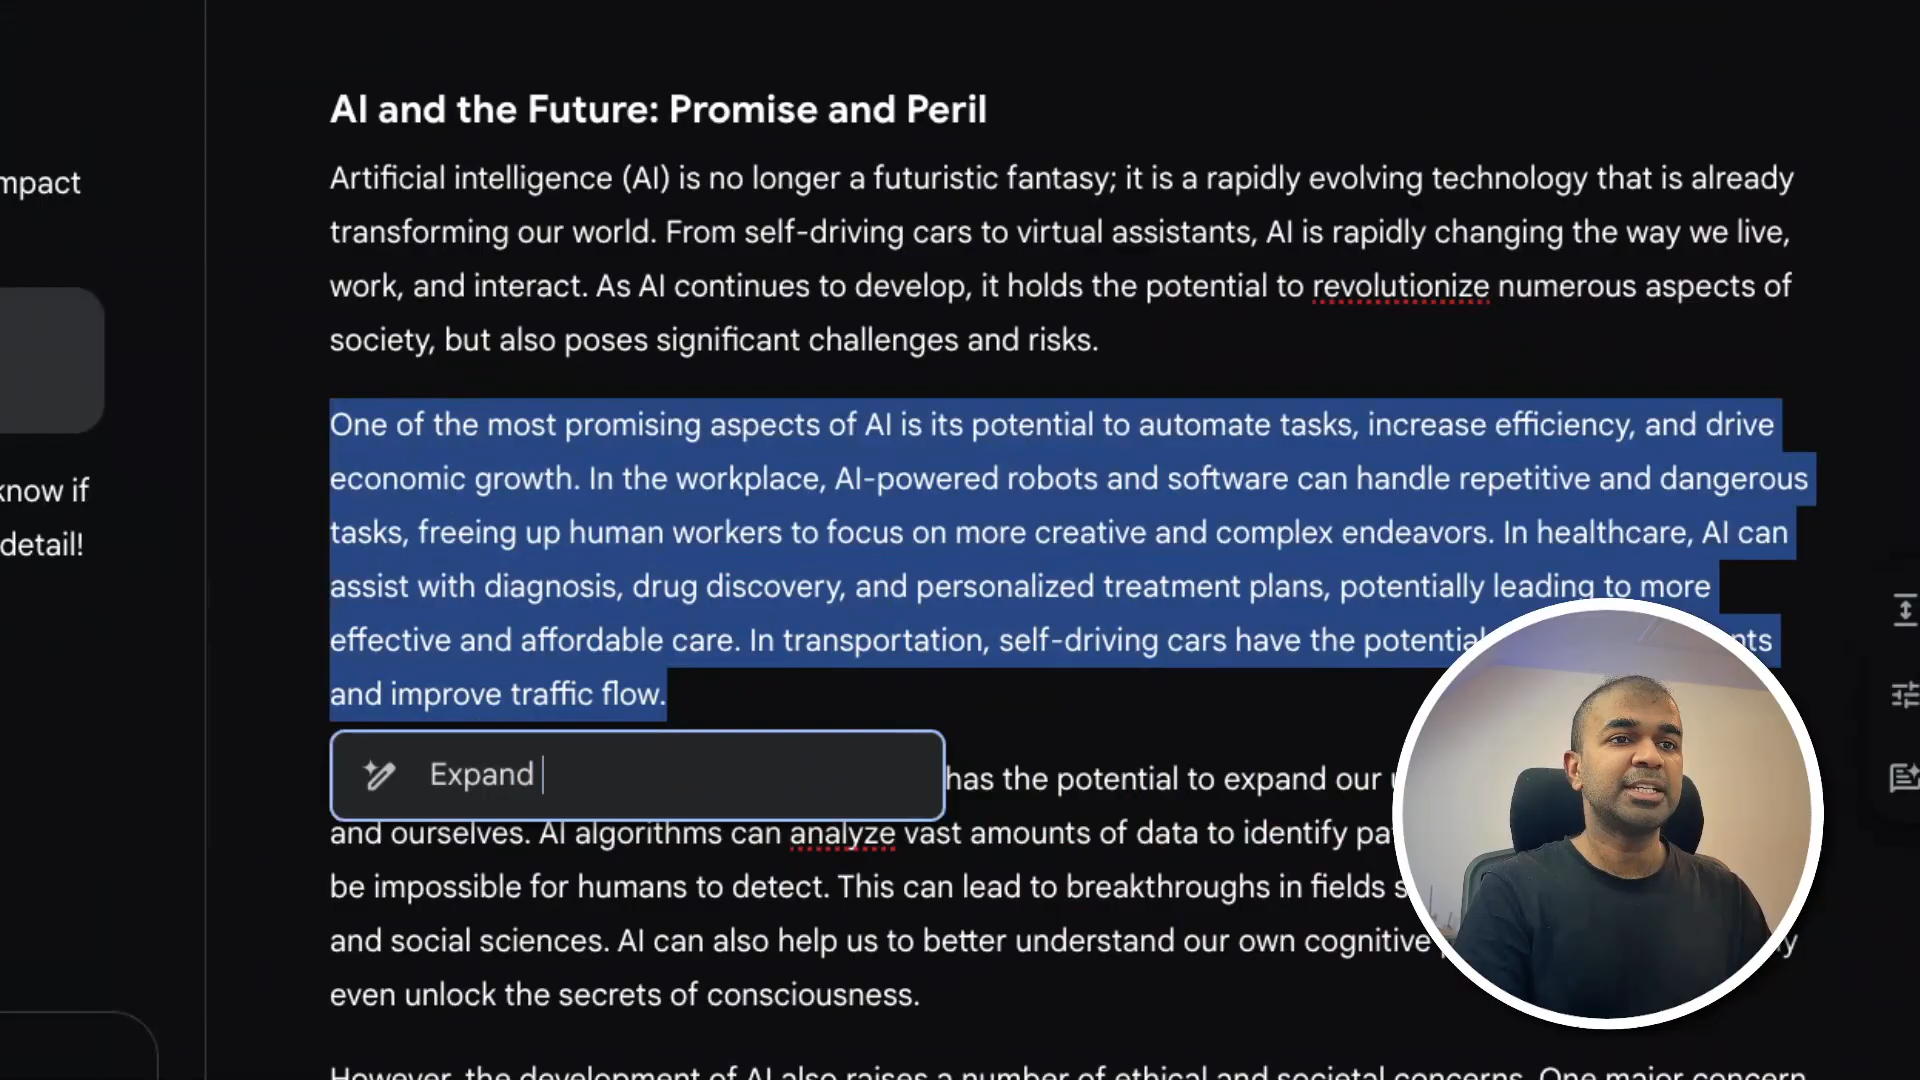 mpact
know if
detail!
AI and the Future: Promise and Peril
Artificial intelligence (AI) is no longer a futuristic fantasy; it is a rapidly evolving technology that is already
transforming our world. From self-driving cars to virtual assistants, AI is rapidly changing the way we live,
work, and interact. As AI continues to develop, it holds the potential to revolutionize numerous aspects of
society, but also poses significant challenges and risks.
One of the most promising aspects of AI is its potential to automate tasks, increase efficiency, and drive
economic growth. In the workplace, AI-powered robots and software can handle repetitive and dangerous
tasks, freeing up human workers to focus on more creative and complex endeavors. In healthcare, AI can
assist with diagnosis, drug discovery, and personalized treatment plans, potentially leading to more
effective and affordable care. In transportation, self-driving cars have the potential nts
and improve traffic flow.
Expand
has the potential to expand our
and ourselves. AI algorithms can analyze vast amounts of data to identify pa
be impossible for humans to detect. This can lead to breakthroughs in fields s
and social sciences. AI can also help us to better understand our own cognitive y
even unlock the secrets of consciousness.
However, the development of AI also raises a number of ethical and societal concerns. One major concern